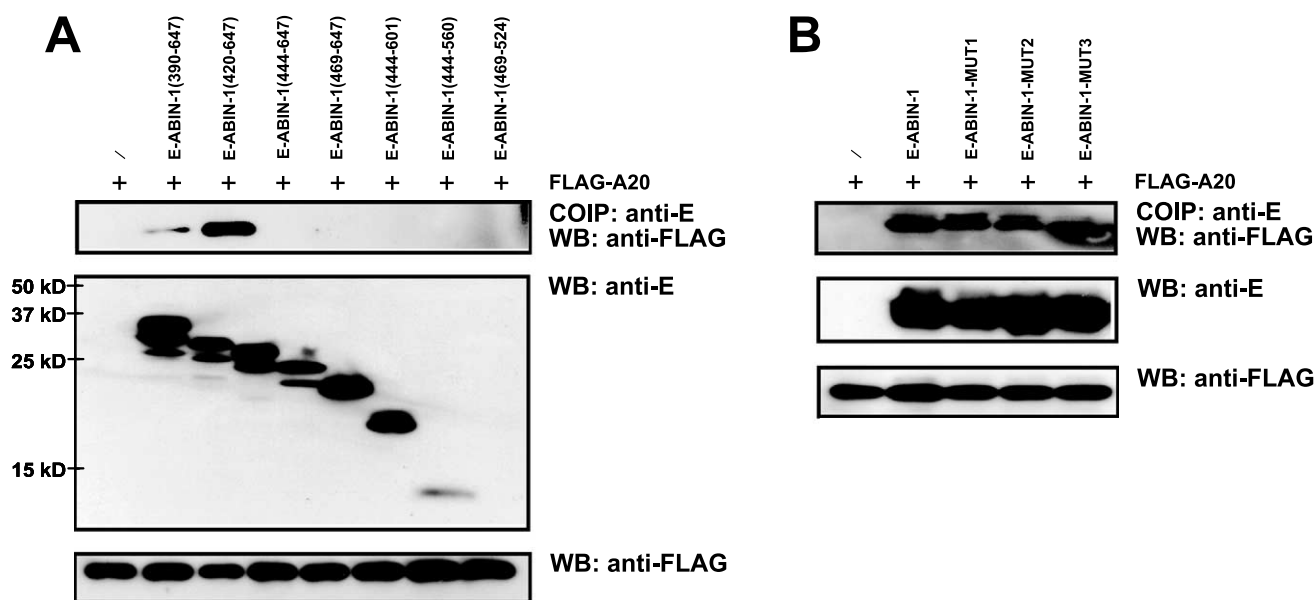 A
/
E-ABIN-1(390-647)
E-ABIN-1(420-647)
E-ABIN-1(444-647)
E-ABIN-1(469-647)
E-ABIN-1(444-601)
E-ABIN-1(444-560)
E-ABIN-1(469-524)
+ + + + + + + + FLAG-A20
COIP: anti-E
WB: anti-FLAG
50 kD
37 kD
25 kD
15 kD
WB: anti-E
WB: anti-FLAG
B
/
E-ABIN-1
E-ABIN-1-MUT1
E-ABIN-1-MUT2
E-ABIN-1-MUT3
+ + + + + FLAG-A20
COIP: anti-E
WB: anti-FLAG
WB: anti-E
WB: anti-FLAG